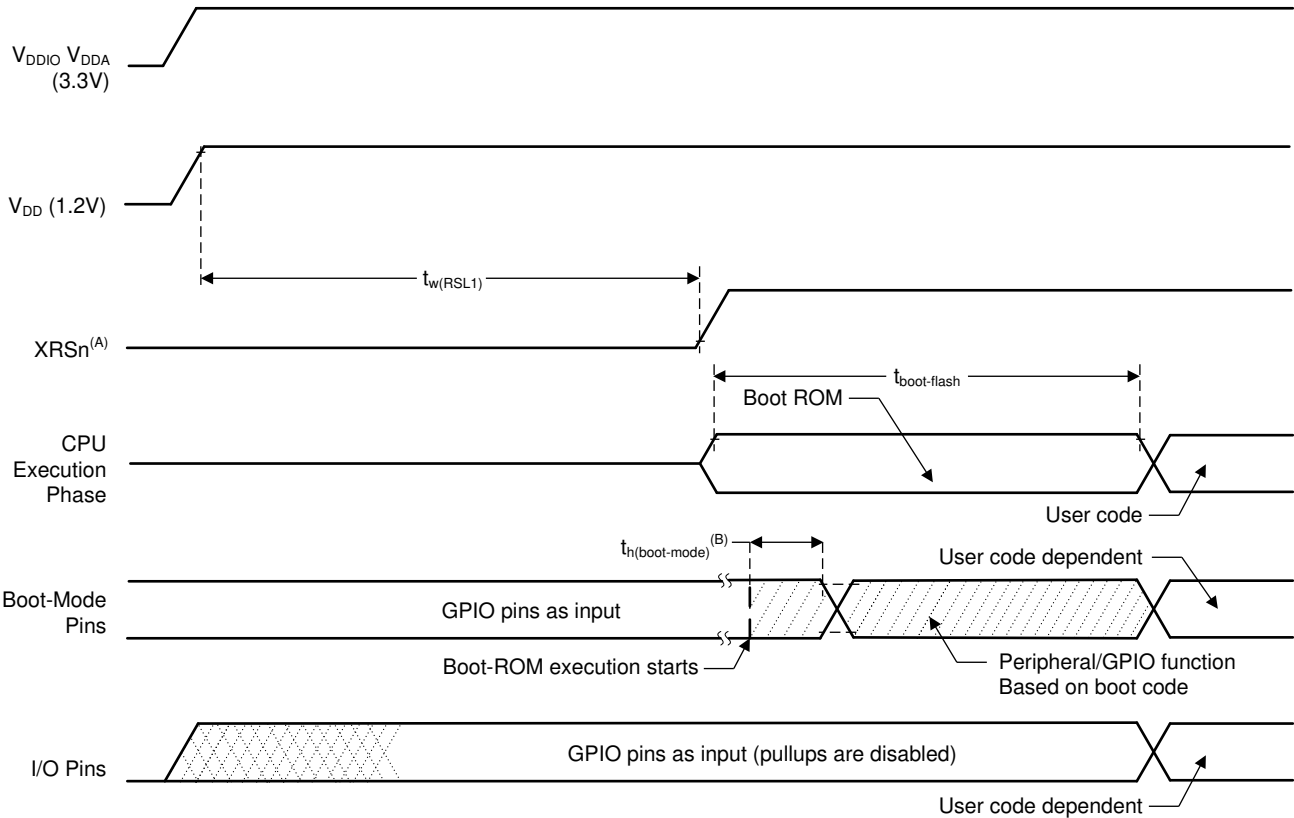 VDDIO VDDA
(3.3V)
VDD (1.2V)
tw(RSL1)
XRSn(A)
tboot-flash
Boot ROM
CPU
Execution
Phase
User code
th(boot-mode)(B)
User code dependent
Boot-Mode
Pins
GPIO pins as input
Boot-ROM execution starts
Peripheral/GPIO function
Based on boot code
I/O Pins
GPIO pins as input (pullups are disabled)
User code dependent